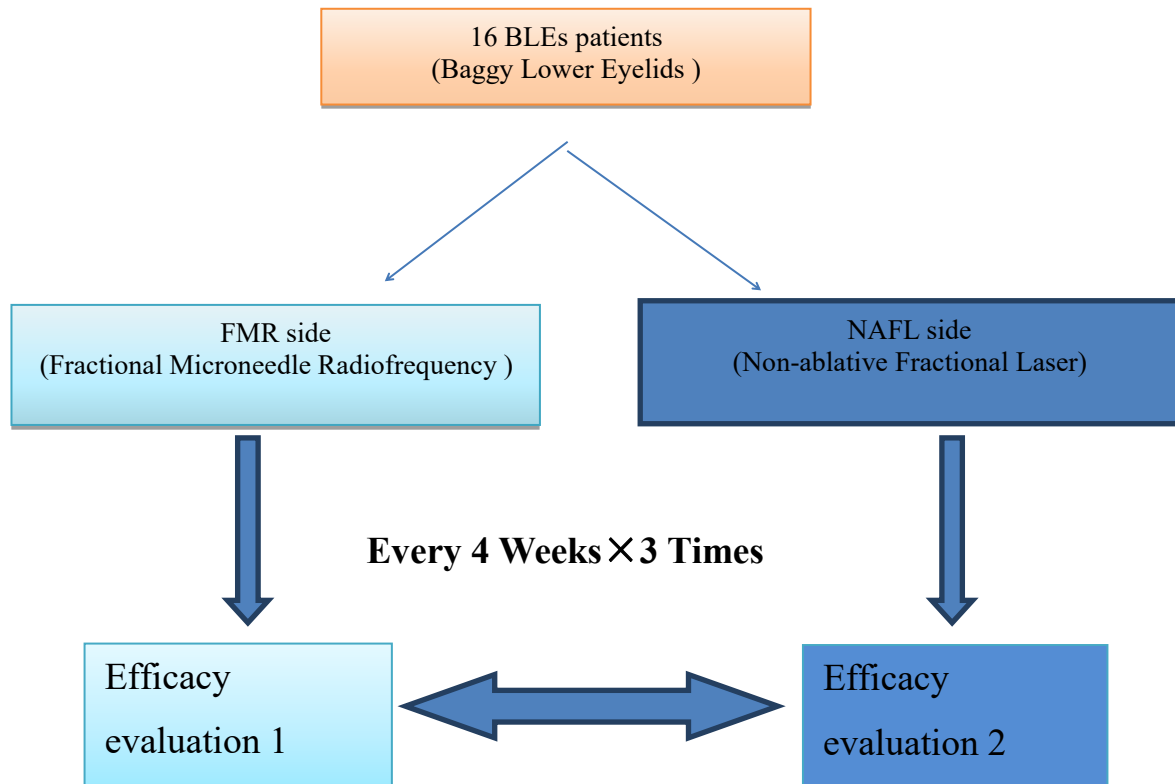 16 BLEs patients
(Baggy Lower Eyelids )
FMR side
(Fractional Microneedle Radiofrequency )
NAFL side
(Non-ablative Fractional Laser)
Every 4 Weeks×3 Times
Efficacy
evaluation 1
Efficacy
evaluation 2